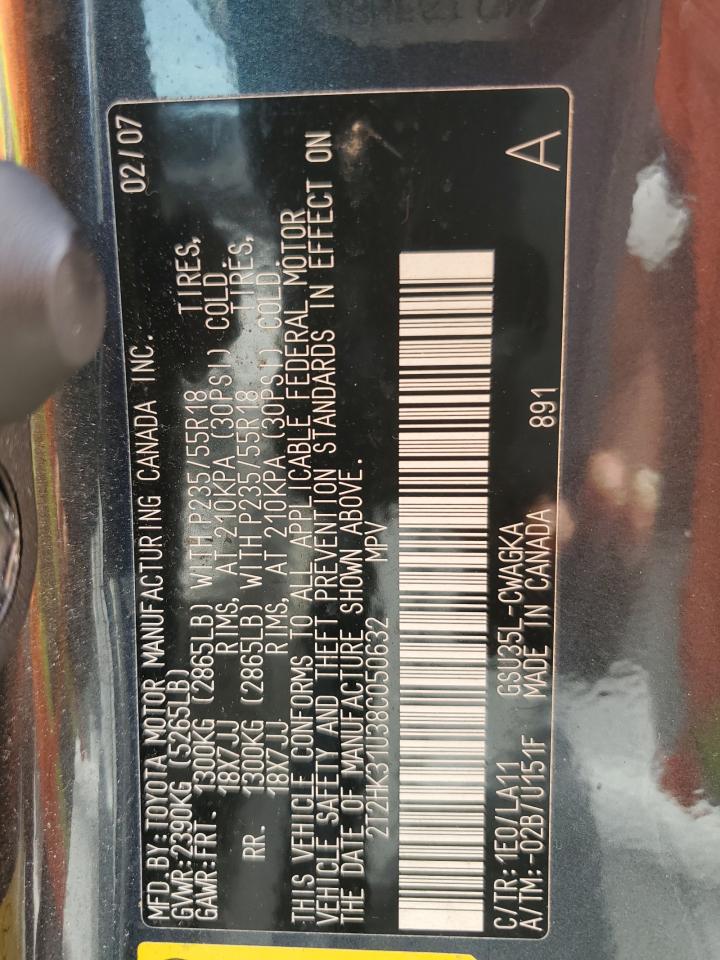 MFD. BY: TOYOTA MOTOR MANUFACTURING CANADA INC. 02/07
GVWR: 2390KG (5265LB)
GAWR: FRT. 1300KG (2865LB) WITH P235/55R18 TIRES,
18X7JJ RIMS, AT 210KPA (30PSI) COLD
RR. 1300KG (2865LB) WITH P235/55R18 TIRES,
18X7JJ RIMS, AT 210KPA (30PSI) COLD.
THIS VEHICLE CONFORMS TO ALL APPLICABLE FEDERAL MOTOR
VEHICLE SAFETY AND THEFT PREVENTION STANDARDS IN EFFECT ON
THE DATE OF MANUFACTURE SHOWN ABOVE.
2T2HK31U38C050632 MPV
C/TR: 1E0/LA11 GSU35L-CWAGKA
A/TM: -02B/U151F MADE IN CANADA 891 A